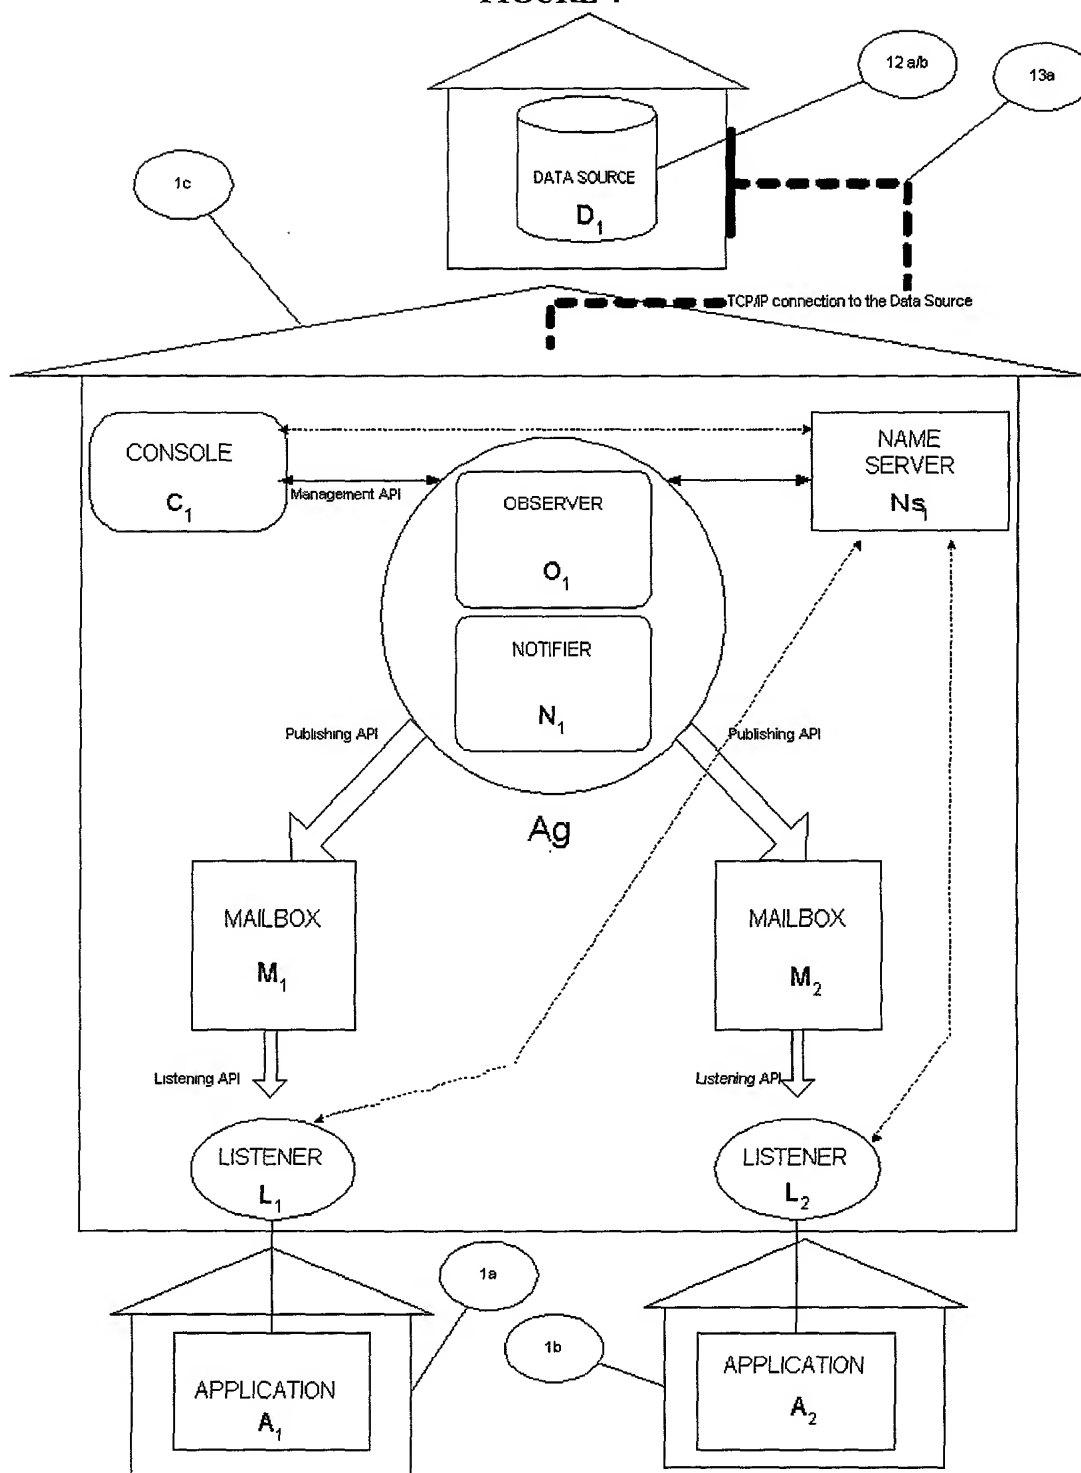 12 a/b
13a
DATA SOURCE
D1
1c
TCP/IP connection to the Data Source
CONSOLE
C1
NAME
SERVER
Ns1
Management API
OBSERVER
O1
NOTIFIER
N1
Publishing API
Publishing API
Ag
MAILBOX
M1
MAILBOX
M2
Listening API
Listening API
LISTENER
L1
LISTENER
L2
1a
1b
APPLICATION
A1
APPLICATION
A2